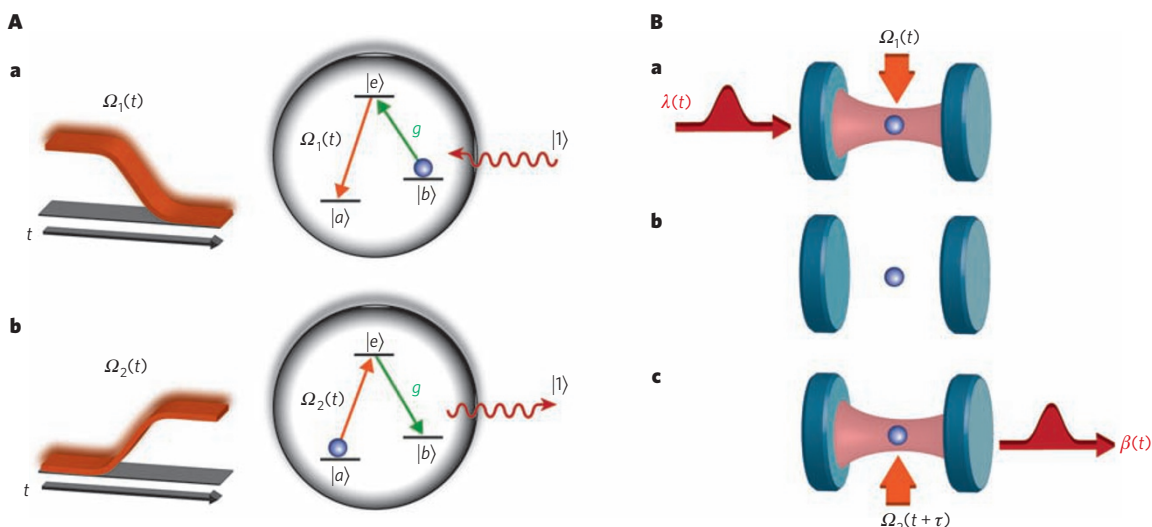 A
a
Ω₁(t)
t
|e⟩
Ω₁(t)
g
|1⟩
|b⟩
|a⟩
b
Ω₂(t)
t
|e⟩
Ω₂(t)
g
|1⟩
|b⟩
|a⟩
B
Ω₁(t)
a
λ(t)
b
c
β(t)
Ω₂(t + τ)